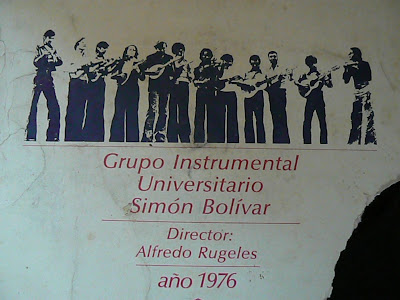 Grupo Instrumental
Universitario
Simón Bolívar
Director:
Alfredo Rugeles
año 1976